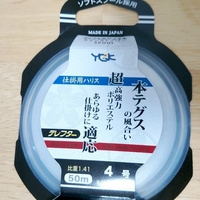 ソフトスプール採用
MADE IN JAPAN
YGK
仕掛用ハリス
本テグス
の風合い
超高強力
ポリエステル
あらゆる
仕掛けに適応
テレフター
比重1.41
50m
4号